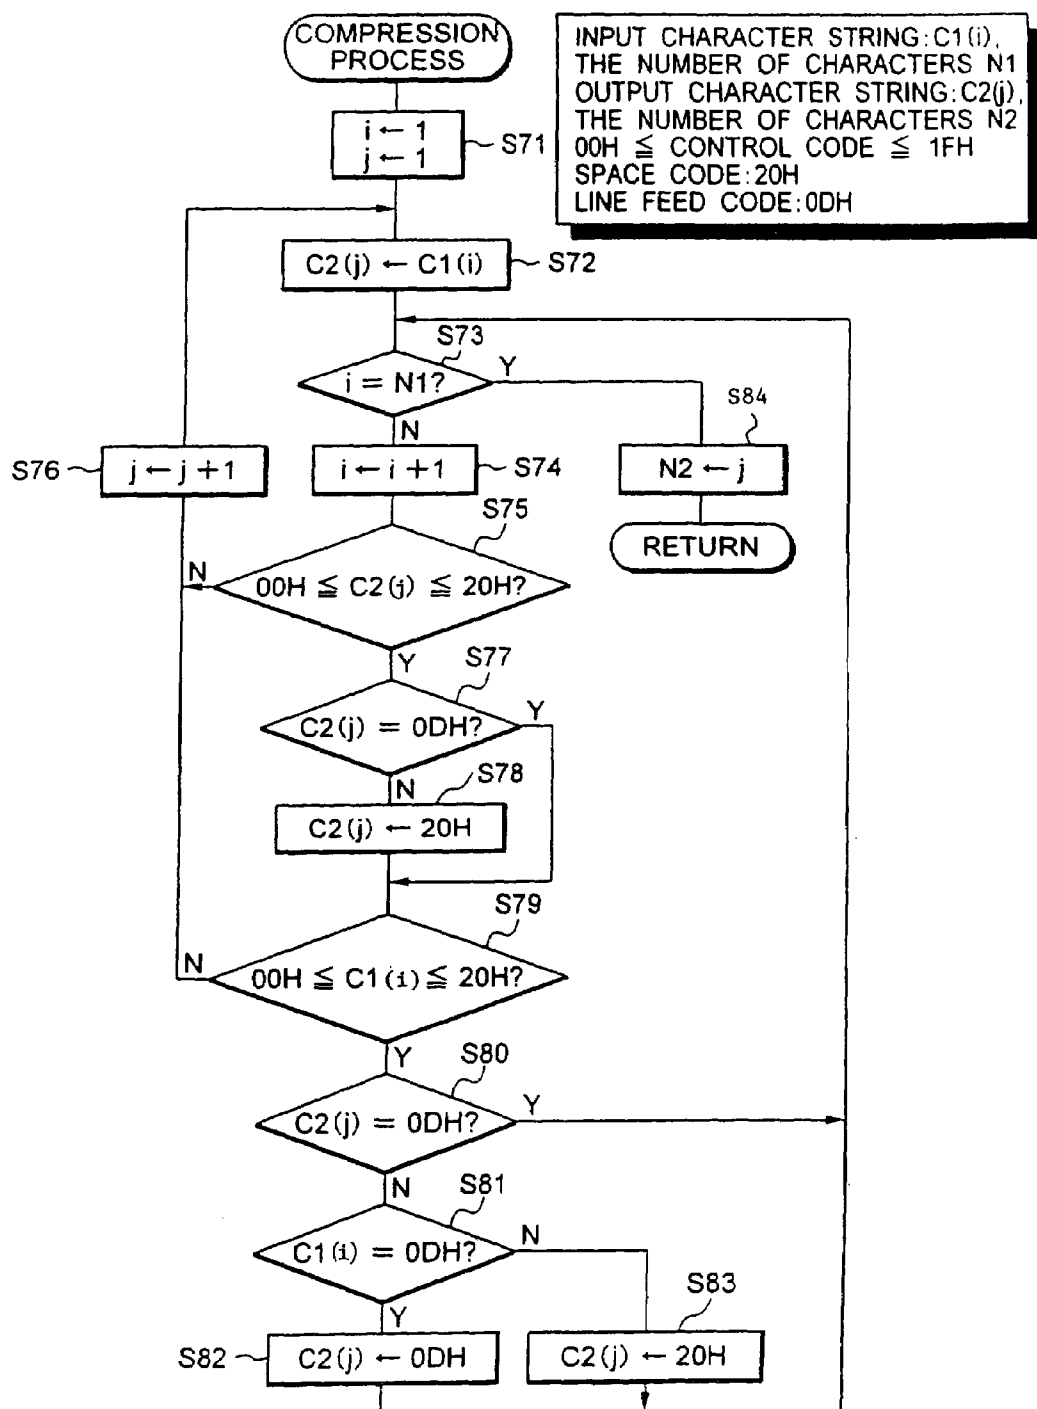 COMPRESSION
PROCESS
INPUT CHARACTER STRING:C1(i),
THE NUMBER OF CHARACTERS N1
OUTPUT CHARACTER STRING:C2(j),
THE NUMBER OF CHARACTERS N2
00H ≦ CONTROL CODE ≦ 1FH
SPACE CODE:20H
LINE FEED CODE:0DH
i ← 1
j ← 1
S71
C2(j) ← C1(i)
S72
S73
i = N1?
Y
N
S84
S76
j ← j + 1
i ← i + 1
S74
N2 ← j
S75
RETURN
N
00H ≦ C2(j) ≦ 20H?
Y
S77
C2(j) = 0DH?
Y
N
S78
C2(j) ← 20H
S79
N
00H ≦ C1(i) ≦ 20H?
Y
S80
C2(j) = 0DH?
Y
N
S81
C1(i) = 0DH?
N
Y
S83
S82
C2(j) ← 0DH
C2(j) ← 20H